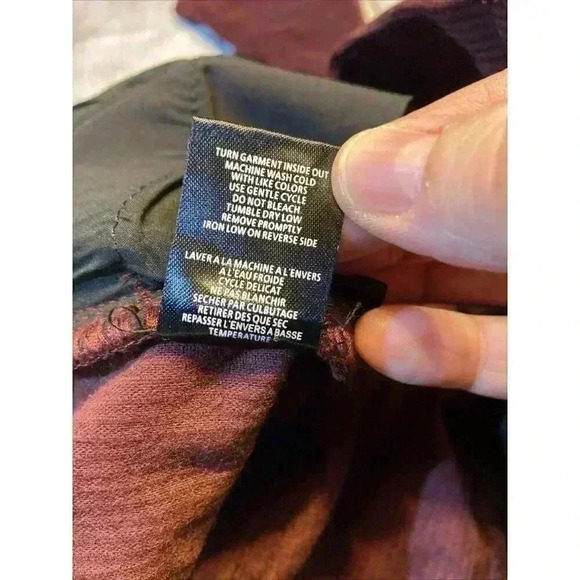 TURN GARMENT INSIDE OUT
MACHINE WASH COLD
WITH LIKE COLORS
USE GENTLE CYCLE
DO NOT BLEACH
TUMBLE DRY LOW
REMOVE PROMPTLY
IRON LOW ON REVERSE SIDE
LAVER A LA MACHINE A L'ENVERS
A L'EAU FROIDE
CYCLE DELICAT
NE PAS BLANCHIR
SECHER PAR CULBUTAGE
RETIRER DES QUE SEC
REPASSER L'ENVERS A BASSE
TEMPERATURE